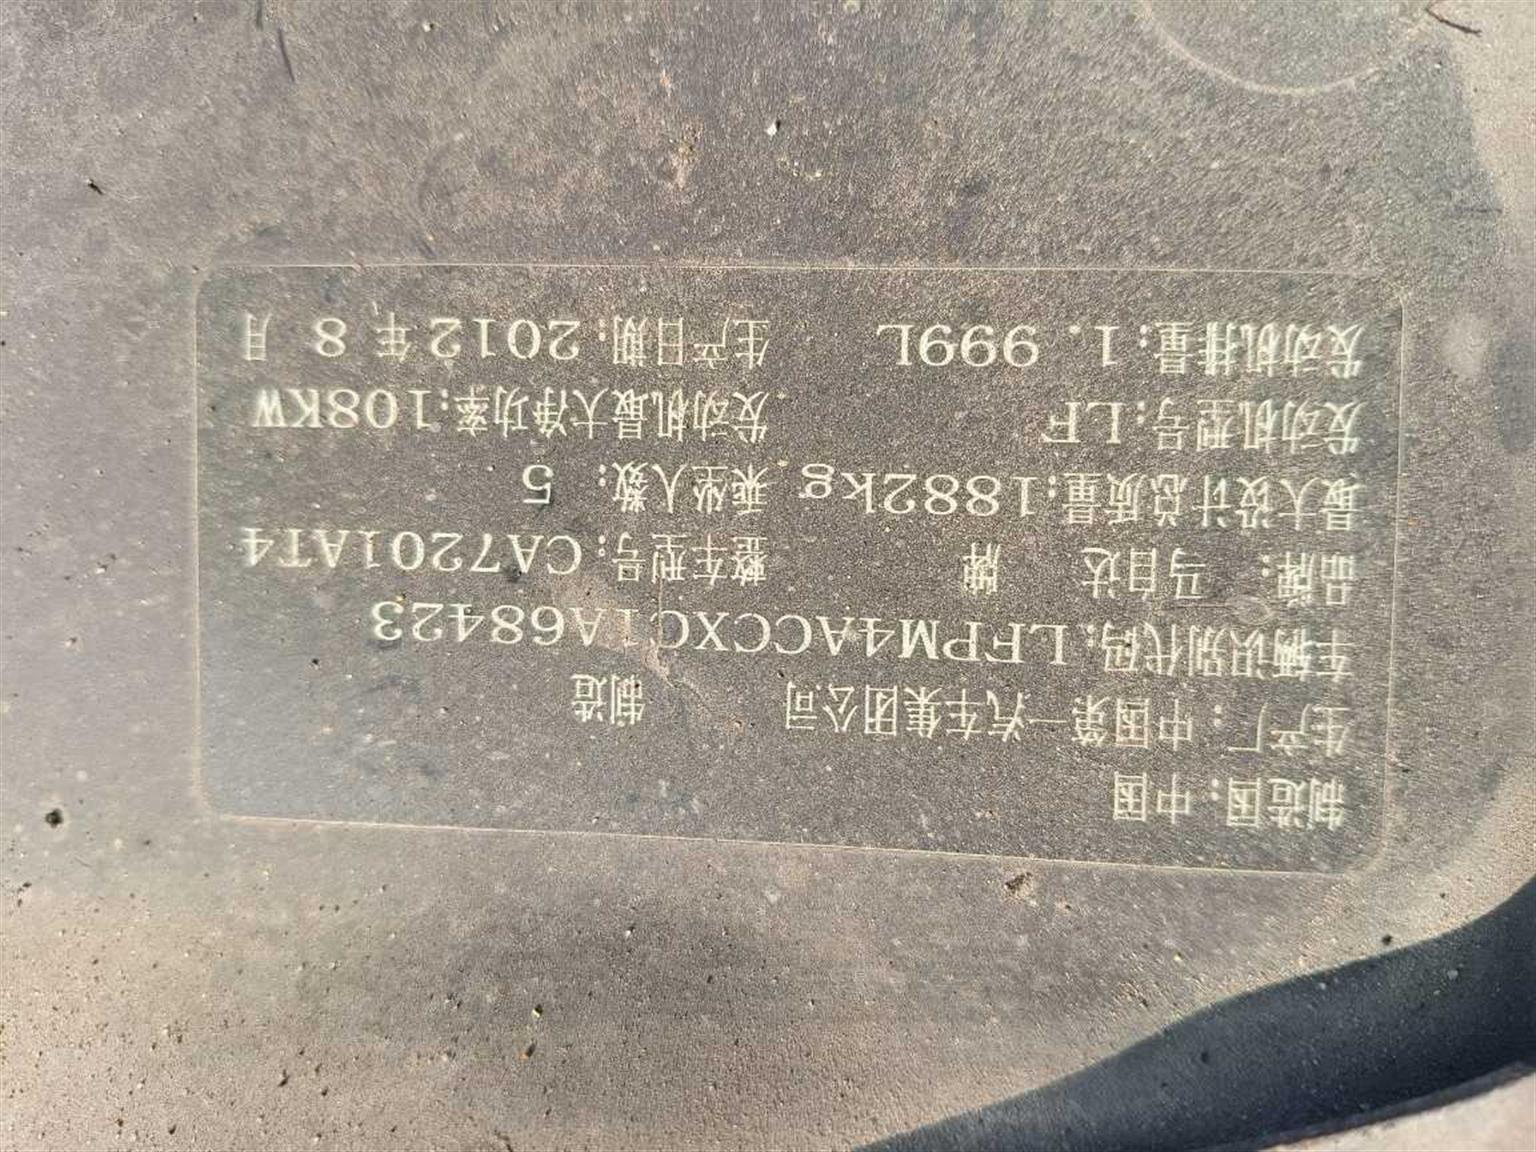 制造国：中国
生产厂：中国第一汽车集团公司 制造
车辆识别代码：LFPM4ACCXC1A68423
品牌：马自达 牌 整车型号：CA7201AT4
最大设计总质量：1882kg 乘坐人数：5
发动机型号：LF 发动机最大净功率：108KW
发动机排量：1.999L 生产日期：2012年8月